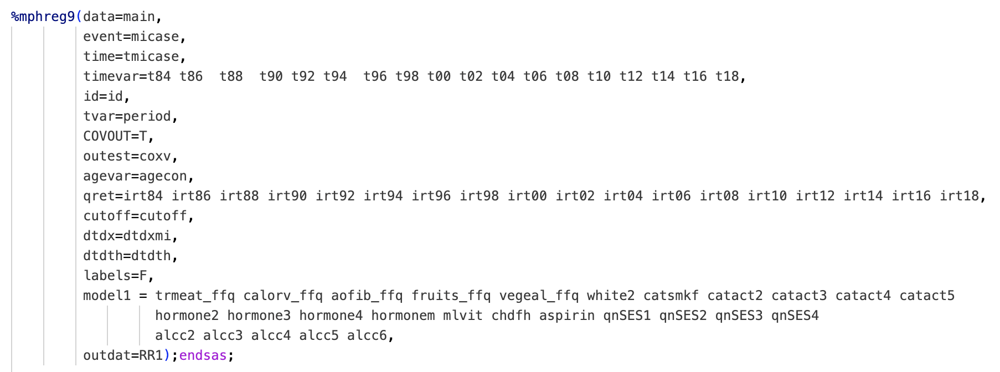 %mphreg9(data=main,
event=micase,
time=tmicase,
timevar=t84 t86  t88  t90 t92 t94  t96 t98 t00 t02 t04 t06 t08 t10 t12 t14 t16 t18,
id=id,
tvar=period,
COVOUT=T,
outest=coxv,
agevar=agecon,
qret=irt84 irt86 irt88 irt90 irt92 irt94 irt96 irt98 irt00 irt02 irt04 irt06 irt08 irt10 irt12 irt14 irt16 irt18,
cutoff=cutoff,
dtdx=dtdxmi,
dtdth=dtdth,
labels=F,
model1 = trmeat_ffq calorv_ffq aofib_ffq fruits_ffq vegeal_ffq white2 catsmkf catact2 catact3 catact4 catact5
hormone2 hormone3 hormone4 hormonem mlvit chdfh aspirin qnSES1 qnSES2 qnSES3 qnSES4
alcc2 alcc3 alcc4 alcc5 alcc6,
outdat=RR1);endsas;